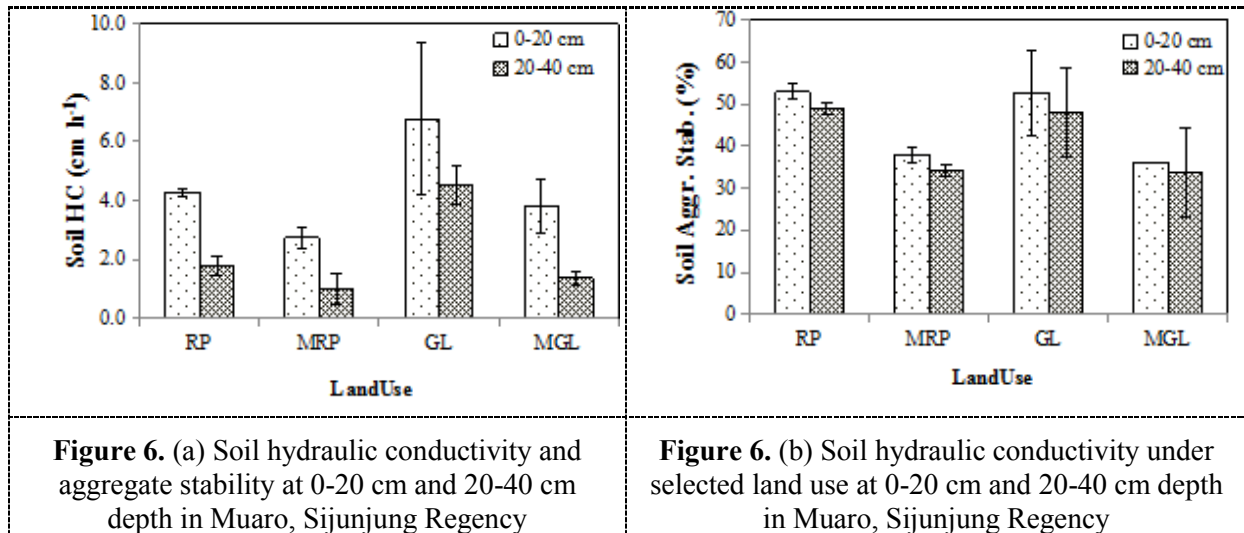 10.0
8.0
6.0
4.0
2.0
0.0
Soil HC (cm h⁻¹)
0-20 cm
20-40 cm
RP MRP GL MGL
LandUse
70
60
50
40
30
20
10
0
Soil Aggr. Stab. (%)
0-20 cm
20-40 cm
RP MRP GL MGL
LandUse
Figure 6. (a) Soil hydraulic conductivity and
aggregate stability at 0-20 cm and 20-40 cm
depth in Muaro, Sijunjung Regency
Figure 6. (b) Soil hydraulic conductivity under
selected land use at 0-20 cm and 20-40 cm depth
in Muaro, Sijunjung Regency